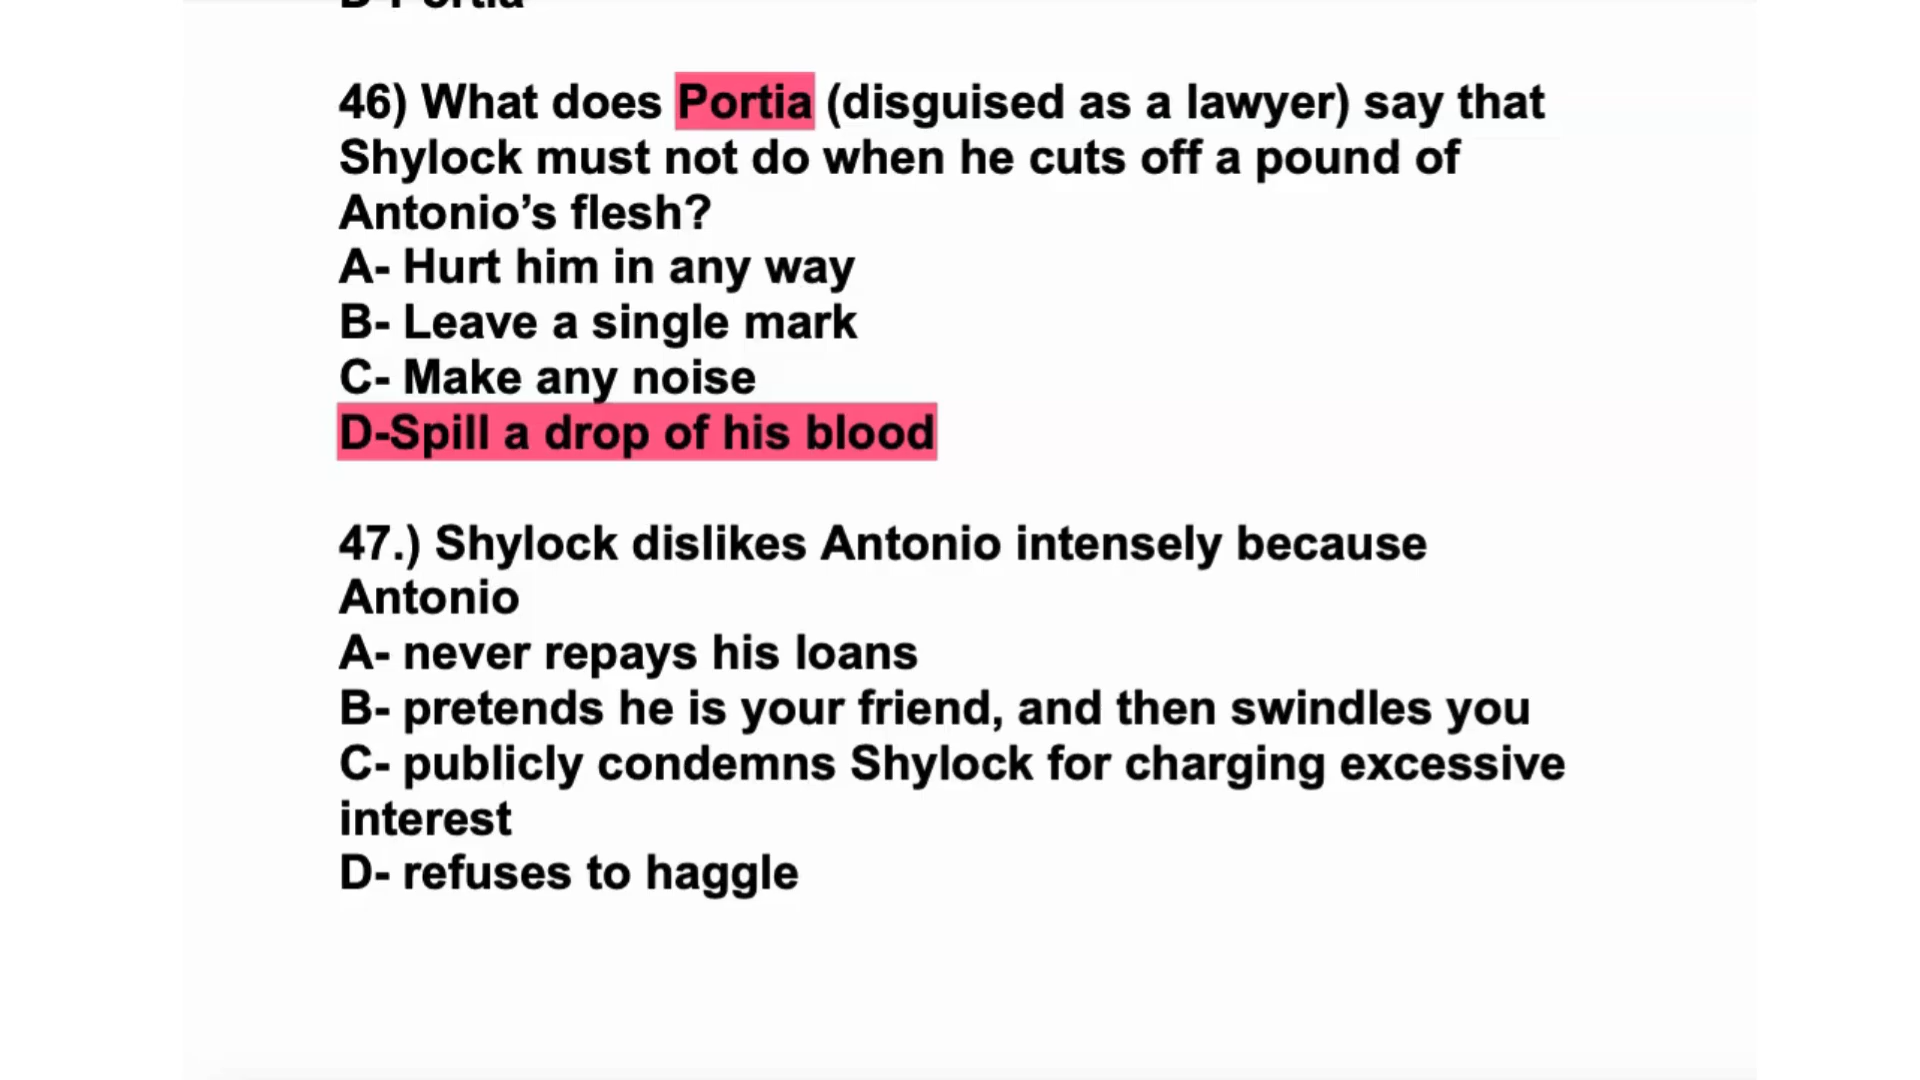 D-Portia
46) What does Portia (disguised as a lawyer) say that
Shylock must not do when he cuts off a pound of
Antonio’s flesh?
A- Hurt him in any way
B- Leave a single mark
C- Make any noise
D-Spill a drop of his blood
47.) Shylock dislikes Antonio intensely because
Antonio
A- never repays his loans
B- pretends he is your friend, and then swindles you
C- publicly condemns Shylock for charging excessive
interest
D- refuses to haggle